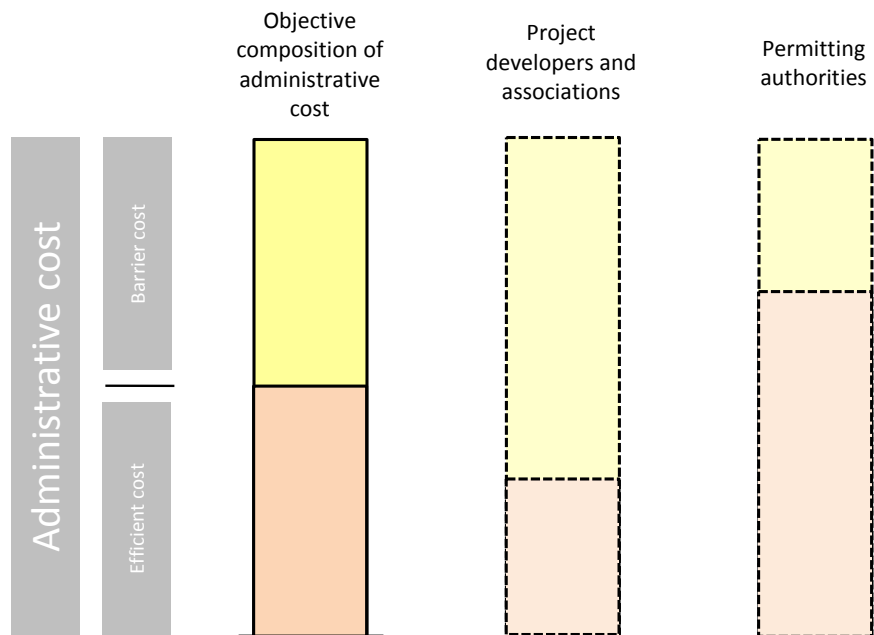 Objective
composition of
administrative
cost
Project
developers and
associations
Permitting
authorities
Administrative cost
Barrier cost
Efficient cost